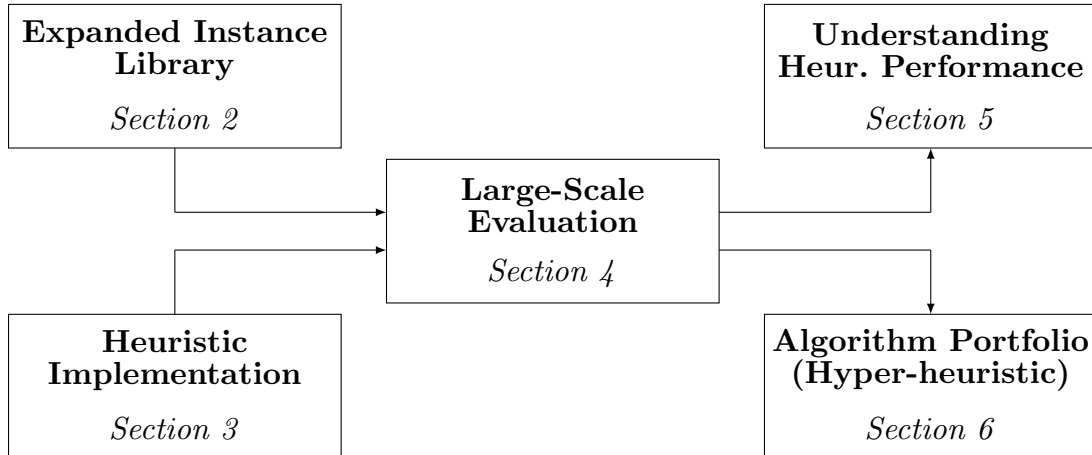 Expanded Instance
Library
Section 2
Understanding
Heur. Performance
Section 5
Large-Scale
Evaluation
Section 4
Heuristic
Implementation
Section 3
Algorithm Portfolio
(Hyper-heuristic)
Section 6